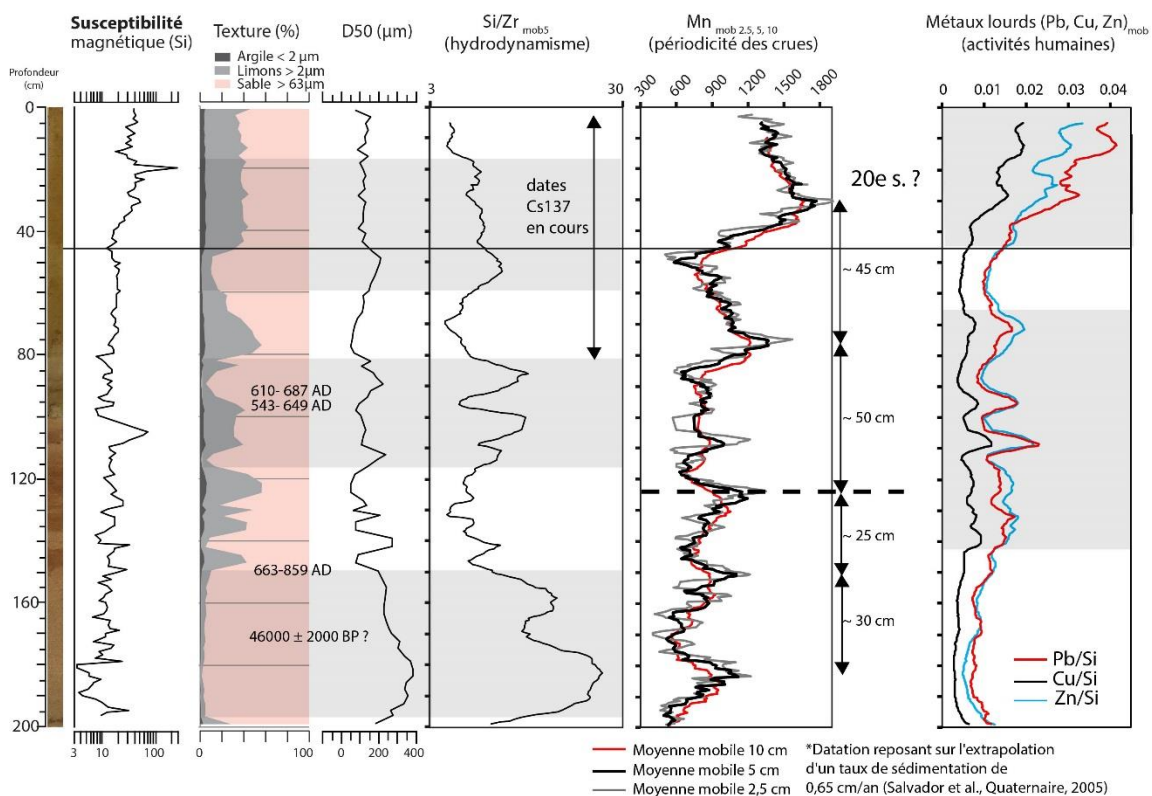 Susceptibilité
magnétique (Si)
Texture (%)
Argile < 2 µm
Limons > 2µm
Sable > 63µm
D50 (µm)
Si/Zr mob5
(hydrodynamisme)
Mn mob 2.5, 5, 10
(périodicité des crues)
Métaux lourds (Pb, Cu, Zn)mob
(activités humaines)
Profondeur
(cm)
3 30
300 600 900 1200 1500 1800
0 0.01 0.02 0.03 0.04
0
40
80
120
160
200
dates
Cs137
en cours
20e s. ?
~ 45 cm
610- 687 AD
543- 649 AD
~ 50 cm
~ 25 cm
663-859 AD
~ 30 cm
46000 ± 2000 BP ?
Pb/Si
Cu/Si
Zn/Si
3 10 100
0 100
0 200 400
Moyenne mobile 10 cm
Moyenne mobile 5 cm
Moyenne mobile 2,5 cm
*Datation reposant sur l'extrapolation
d'un taux de sédimentation de
0,65 cm/an (Salvador et al., Quaternaire, 2005)